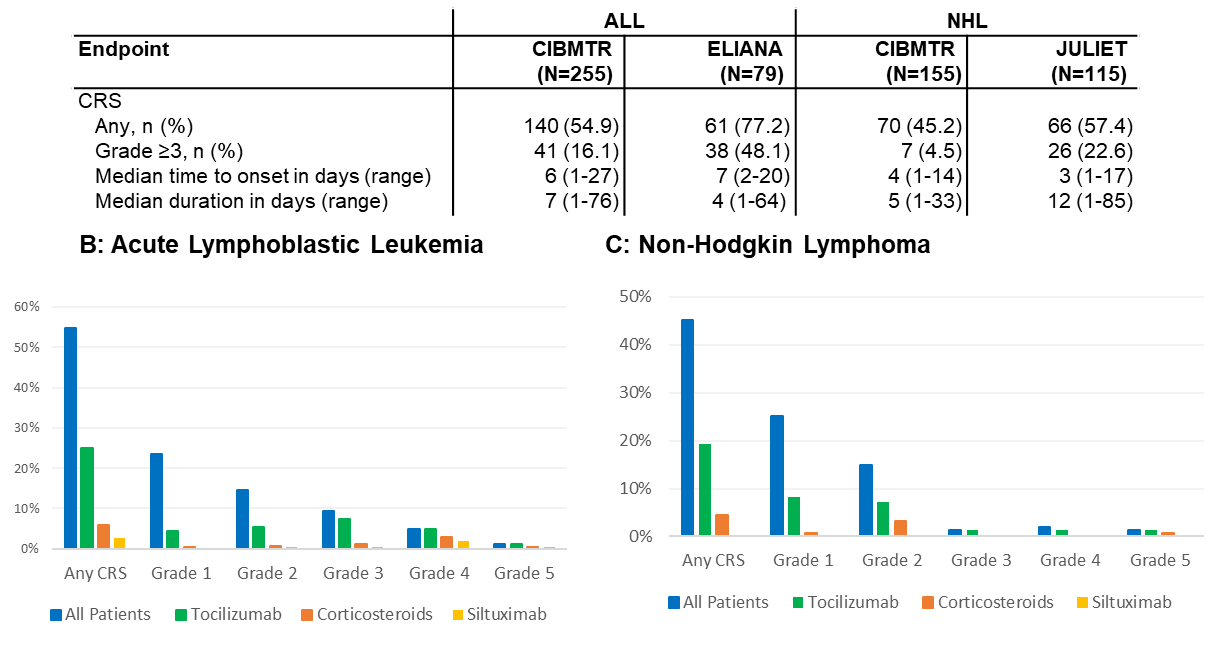 ALL NHL
Endpoint CIBMTR (N=255) ELIANA (N=79) CIBMTR (N=155) JULIET (N=115)
CRS
Any, n (%) 140 (54.9) 61 (77.2) 70 (45.2) 66 (57.4)
Grade ≥3, n (%) 41 (16.1) 38 (48.1) 7 (4.5) 26 (22.6)
Median time to onset in days (range) 6 (1-27) 7 (2-20) 4 (1-14) 3 (1-17)
Median duration in days (range) 7 (1-76) 4 (1-64) 5 (1-33) 12 (1-85)
B: Acute Lymphoblastic Leukemia
60%
50%
40%
30%
20%
10%
0%
Any CRS Grade 1 Grade 2 Grade 3 Grade 4 Grade 5
All Patients Tocilizumab Corticosteroids Siltuximab
C: Non-Hodgkin Lymphoma
50%
40%
30%
20%
10%
0%
Any CRS Grade 1 Grade 2 Grade 3 Grade 4 Grade 5
All Patients Tocilizumab Corticosteroids Siltuximab